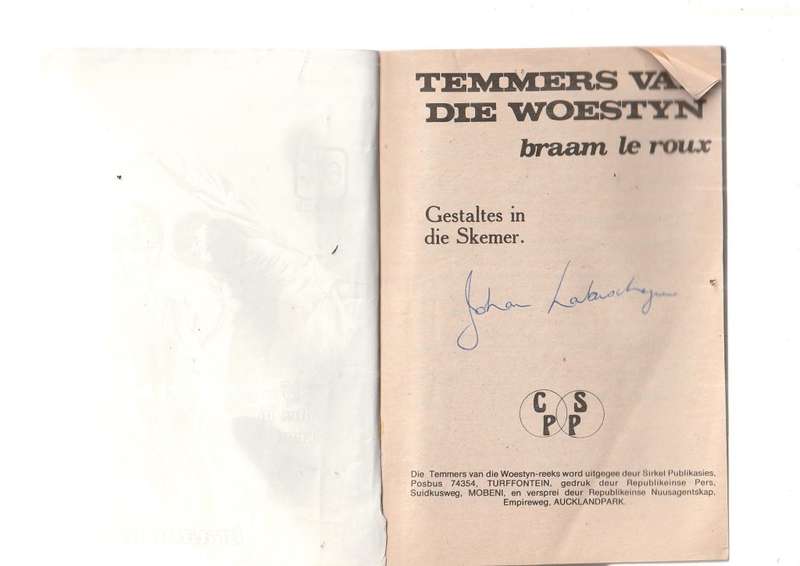 TEMMERS VA
DIE WOESTYN
braam le roux
Gestaltes in
die Skemer.
Johan Labuschagne
C S
P P
Die Temmers van die Woestyn-reeks word uitgegee deur Sirkel Publikasies,
Posbus 74354, TURFFONTEIN, gedruk deur Republikeinse Pers,
Suidkusweg, MOBENI, en versprei deur Republikeinse Nuusagentskap,
Empireweg, AUCKLANDPARK.